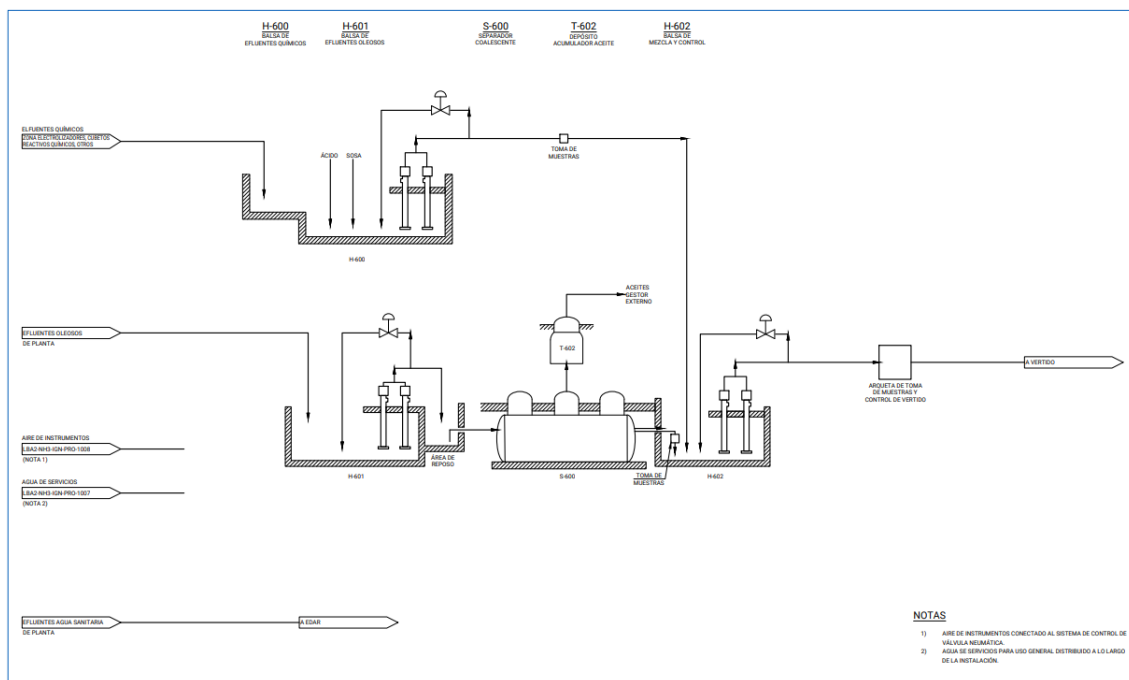 H-600
BALSA DE
EFLUENTES QUÍMICOS
H-601
BALSA DE
EFLUENTES OLEOSOS
S-600
SEPARADOR
COALESCENTE
T-602
DEPÓSITO
ACUMULADOR ACEITE
H-602
BALSA DE
MEZCLA Y CONTROL
ELFUENTES QUÍMICOS
ZONA ELECTROLIZADORES, CUBETOS
REACTIVOS QUÍMICOS, OTROS
ÁCIDO
SOSA
TOMA DE
MUESTRAS
H-600
ACEITES
GESTOR
EXTERNO
EFLUENTES OLEOSOS
DE PLANTA
T-602
A VERTIDO
ARQUETA DE TOMA
DE MUESTRAS Y
CONTROL DE VERTIDO
AIRE DE INSTRUMENTOS
LBA2-NH3-IGN-PRO-1008
(NOTA 1)
ÁREA DE
REPOSO
H-601
S-600
TOMA DE
MUESTRAS
H-602
AGUA DE SERVICIOS
LBA2-NH3-IGN-PRO-1007
(NOTA 2)
EFLUENTES AGUA SANITARIA
DE PLANTA
A EDAR
NOTAS
1) AIRE DE INSTRUMENTOS CONECTADO AL SISTEMA DE CONTROL DE
VÁLVULA NEUMÁTICA.
2) AGUA SE SERVICIOS PARA USO GENERAL DISTRIBUIDO A LO LARGO
DE LA INSTALACIÓN.